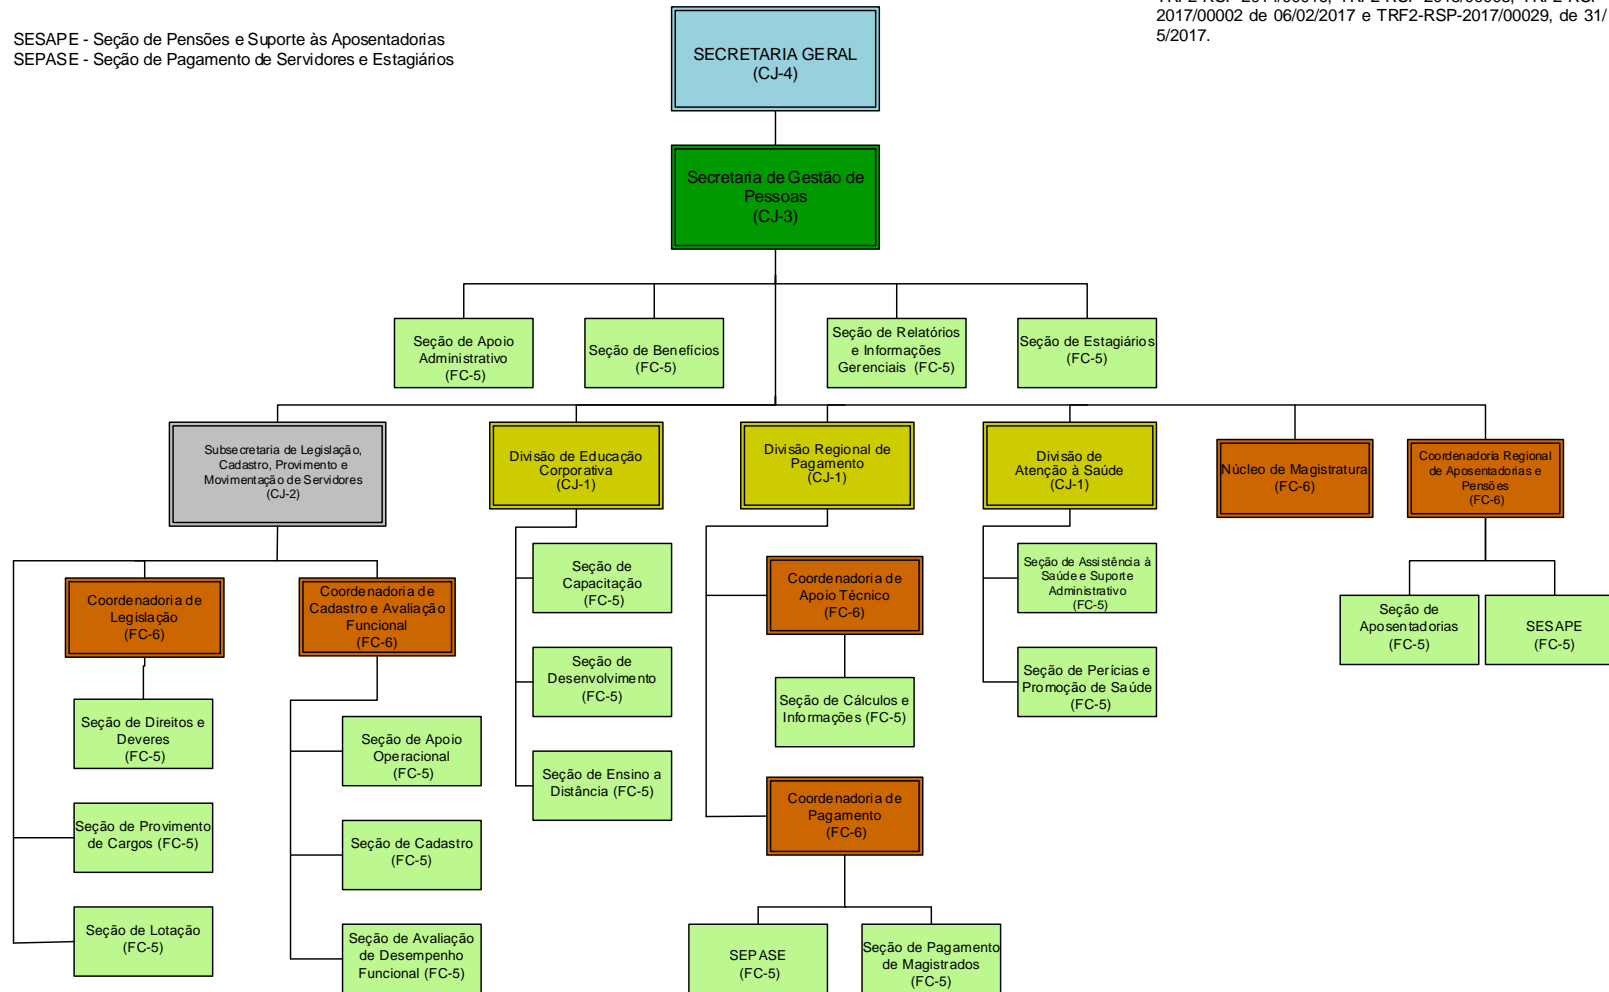 2017/00002 de 06/02/2017 e TRF2-RSP-2017/00029, de 31/
5/2017.
SESAPE - Seção de Pensões e Suporte às Aposentadorias
SEPASE - Seção de Pagamento de Servidores e Estagiários
SECRETARIA GERAL
(CJ-4)
Secretaria de Gestão de
Pessoas
(CJ-3)
Seção de Apoio
Administrativo
(FC-5)
Seção de Benefícios
(FC-5)
Seção de Relatórios
e Informações
Gerenciais (FC-5)
Seção de Estagiários
(FC-5)
Subsecretaria de Legislação,
Cadastro, Provimento e
Movimentação de Servidores
(CJ-2)
Divisão de Educação
Corporativa
(CJ-1)
Divisão Regional de
Pagamento
(CJ-1)
Divisão de
Atenção à Saúde
(CJ-1)
Núcleo de Magistratura
(FC-6)
Coordenadoria Regional
de Aposentadorias e
Pensões
(FC-6)
Coordenadoria de
Legislação
(FC-6)
Coordenadoria de
Cadastro e Avaliação
Funcional
(FC-6)
Seção de
Capacitação
(FC-5)
Coordenadoria de
Apoio Técnico
(FC-6)
Seção de Assistência à
Saúde e Suporte
Administrativo
(FC-5)
Seção de
Aposentadorias
(FC-5)
SESAPE
(FC-5)
Seção de Direitos e
Deveres
(FC-5)
Seção de Apoio
Operacional
(FC-5)
Seção de
Desenvolvimento
(FC-5)
Seção de Cálculos e
Informações (FC-5)
Seção de Perícias e
Promoção de Saúde
(FC-5)
Seção de Ensino a
Distância (FC-5)
Coordenadoria de
Pagamento
(FC-6)
Seção de Provimento
de Cargos (FC-5)
Seção de Cadastro
(FC-5)
Seção de Lotação
(FC-5)
Seção de Avaliação
de Desempenho
Funcional (FC-5)
SEPASE
(FC-5)
Seção de Pagamento
de Magistrados
(FC-5)